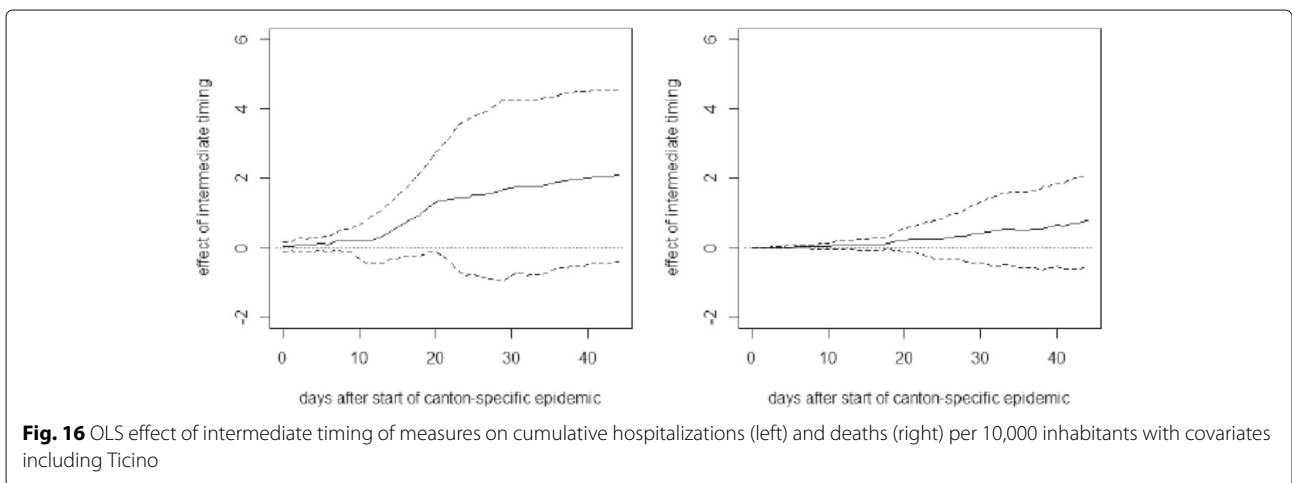 effect of intermediate timing
6
4
2
0
-2
0 10 20 30 40
days after start of canton-specific epidemic
effect of intermediate timing
6
4
2
0
-2
0 10 20 30 40
days after start of canton-specific epidemic
Fig. 16 OLS effect of intermediate timing of measures on cumulative hospitalizations (left) and deaths (right) per 10,000 inhabitants with covariates
including Ticino